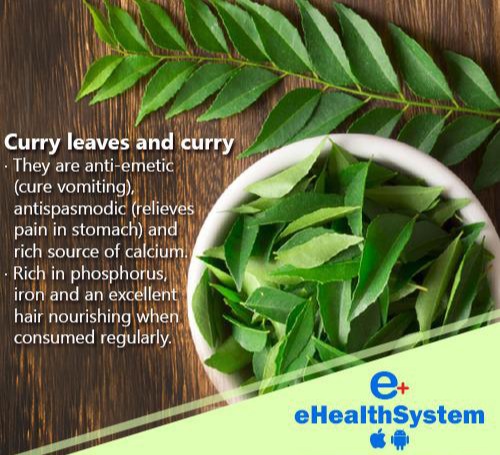 Curry leaves and curry
· They are anti-emetic
(cure vomiting),
antispasmodic (relieves
pain in stomach) and
rich source of calcium.
· Rich in phosphorus,
iron and an excellent
hair nourishing when
consumed regularly.
e+
eHealthSystem